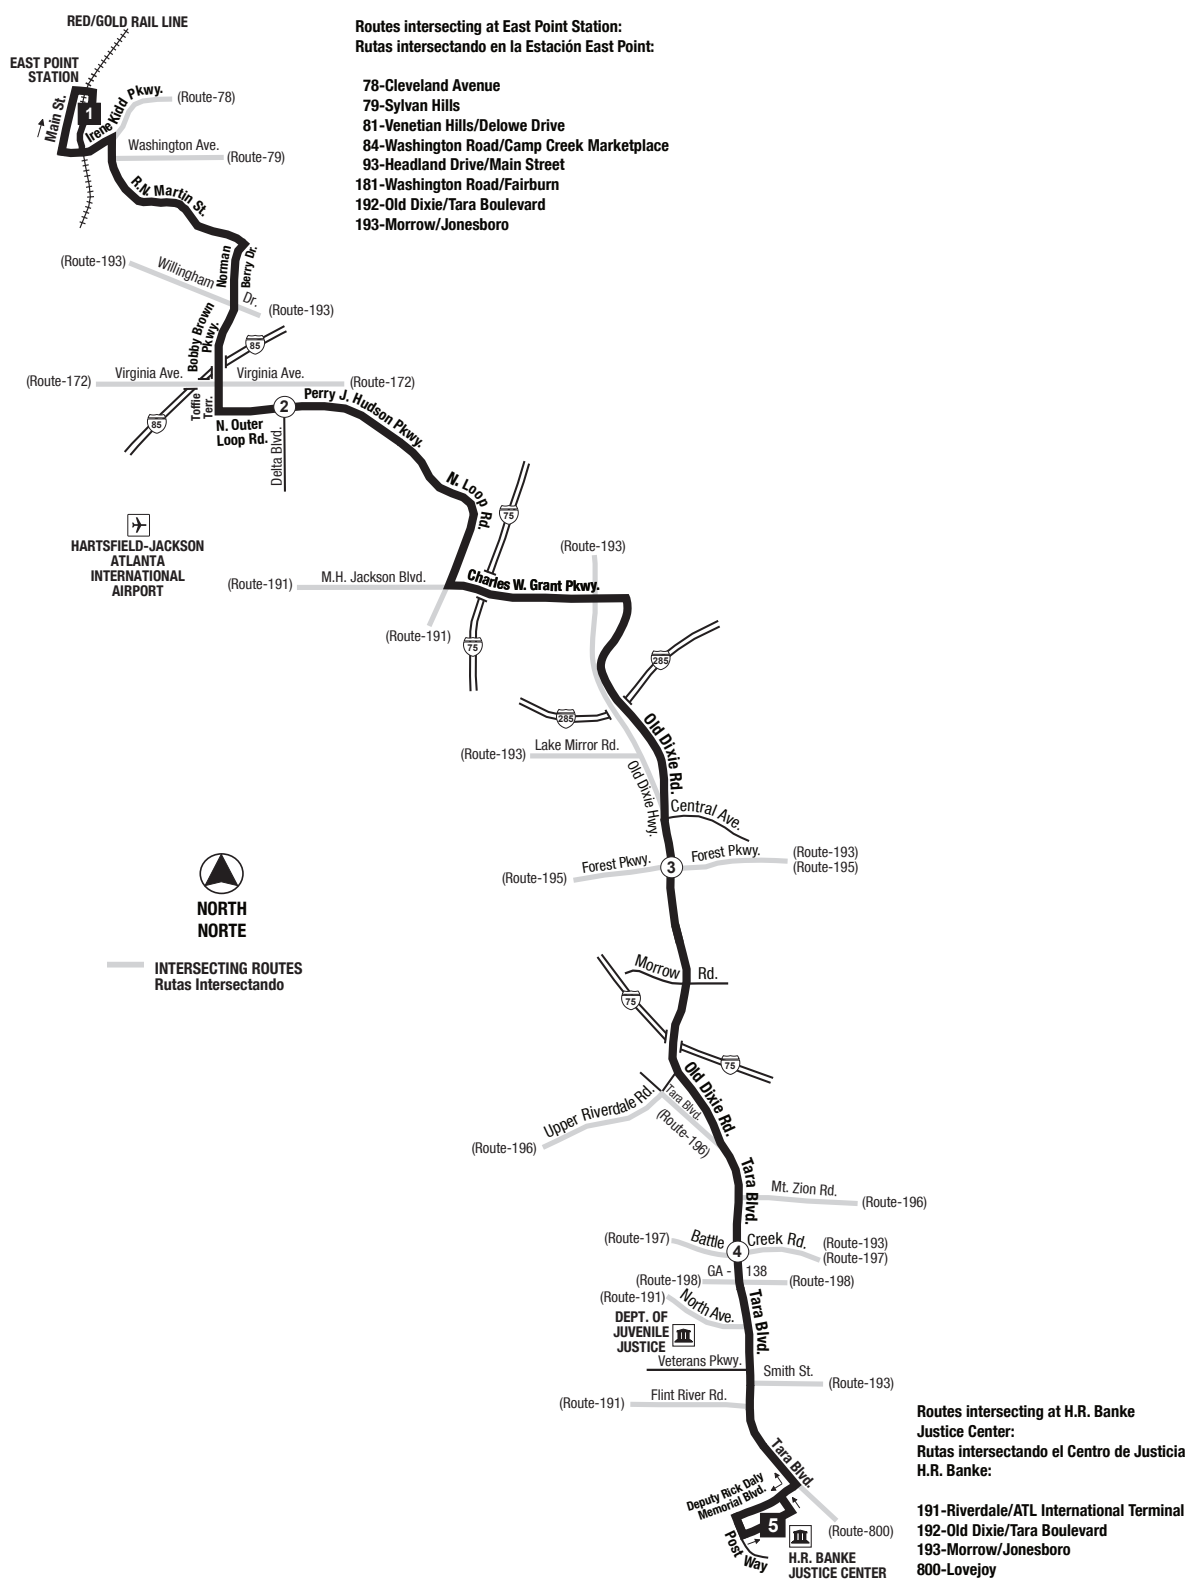 RED/GOLD RAIL LINE
EAST POINT
STATION
1
Main St.
Irene Kidd Pkwy.
(Route-78)
Washington Ave.
(Route-79)
R.N. Martin St.
Routes intersecting at East Point Station:
Rutas intersectando en la Estación East Point:
78-Cleveland Avenue
79-Sylvan Hills
81-Venetian Hills/Delowe Drive
84-Washington Road/Camp Creek Marketplace
93-Headland Drive/Main Street
181-Washington Road/Fairburn
192-Old Dixie/Tara Boulevard
193-Morrow/Jonesboro
Norman
Berry Dr.
(Route-193)
Willingham
Dr.
(Route-193)
Bobby Brown
Pkwy.
85
(Route-172)
Virginia Ave.
Virginia Ave.
(Route-172)
Toffie
Terr.
85
N. Outer
Loop Rd.
2
Delta Blvd.
Perry J. Hudson Pkwy.
N. Loop
Rd.
75
HARTSFIELD-JACKSON
ATLANTA
INTERNATIONAL
AIRPORT
(Route-193)
(Route-191)
M.H. Jackson Blvd.
Charles W. Grant Pkwy.
(Route-191)
75
285
285
Old Dixie Rd.
(Route-193)
Lake Mirror Rd.
Old Dixie Hwy.
Central Ave.
(Route-195)
Forest Pkwy.
3
Forest Pkwy.
(Route-193)
(Route-195)
NORTH
NORTE
INTERSECTING ROUTES
Rutas Intersectando
Morrow
Rd.
75
75
Old Dixie Rd.
Tara Blvd.
(Route-196)
Upper Riverdale Rd.
(Route-196)
Tara Blvd.
Mt. Zion Rd.
(Route-196)
(Route-197)
Battle
4
Creek Rd.
(Route-193)
(Route-197)
GA -
138
(Route-198)
(Route-198)
(Route-191)
North Ave.
Tara Blvd.
DEPT. OF
JUVENILE
JUSTICE
Veterans Pkwy.
Smith St.
(Route-193)
(Route-191)
Flint River Rd.
Tara Blvd.
Deputy Rick Daly
Memorial Blvd.
5
Post Way
(Route-800)
H.R. BANKE
JUSTICE CENTER
Routes intersecting at H.R. Banke
Justice Center:
Rutas intersectando el Centro de Justicia
H.R. Banke:
191-Riverdale/ATL International Terminal
192-Old Dixie/Tara Boulevard
193-Morrow/Jonesboro
800-Lovejoy